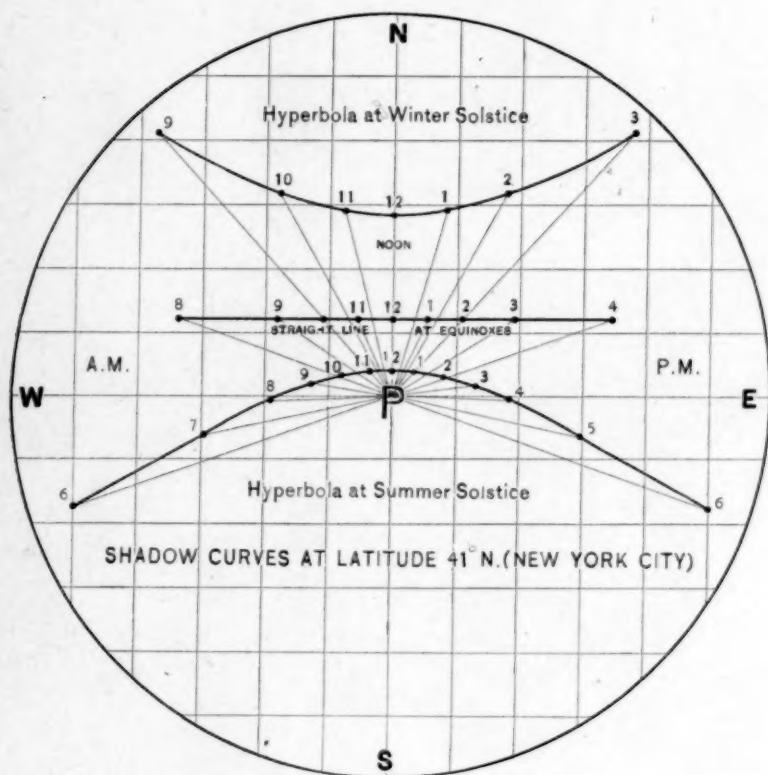 N
Hyperbola at Winter Solstice
9 3
10 11 12 1 2
NOON
8 9 11 12 1 2 3 4
STRAIGHT LINE AT EQUINOXES
A.M. P.M.
8 9 10 11 12 1 2 3 4
W P E
7 5
6 6
Hyperbola at Summer Solstice
SHADOW CURVES AT LATITUDE 41° N. (NEW YORK CITY)
S